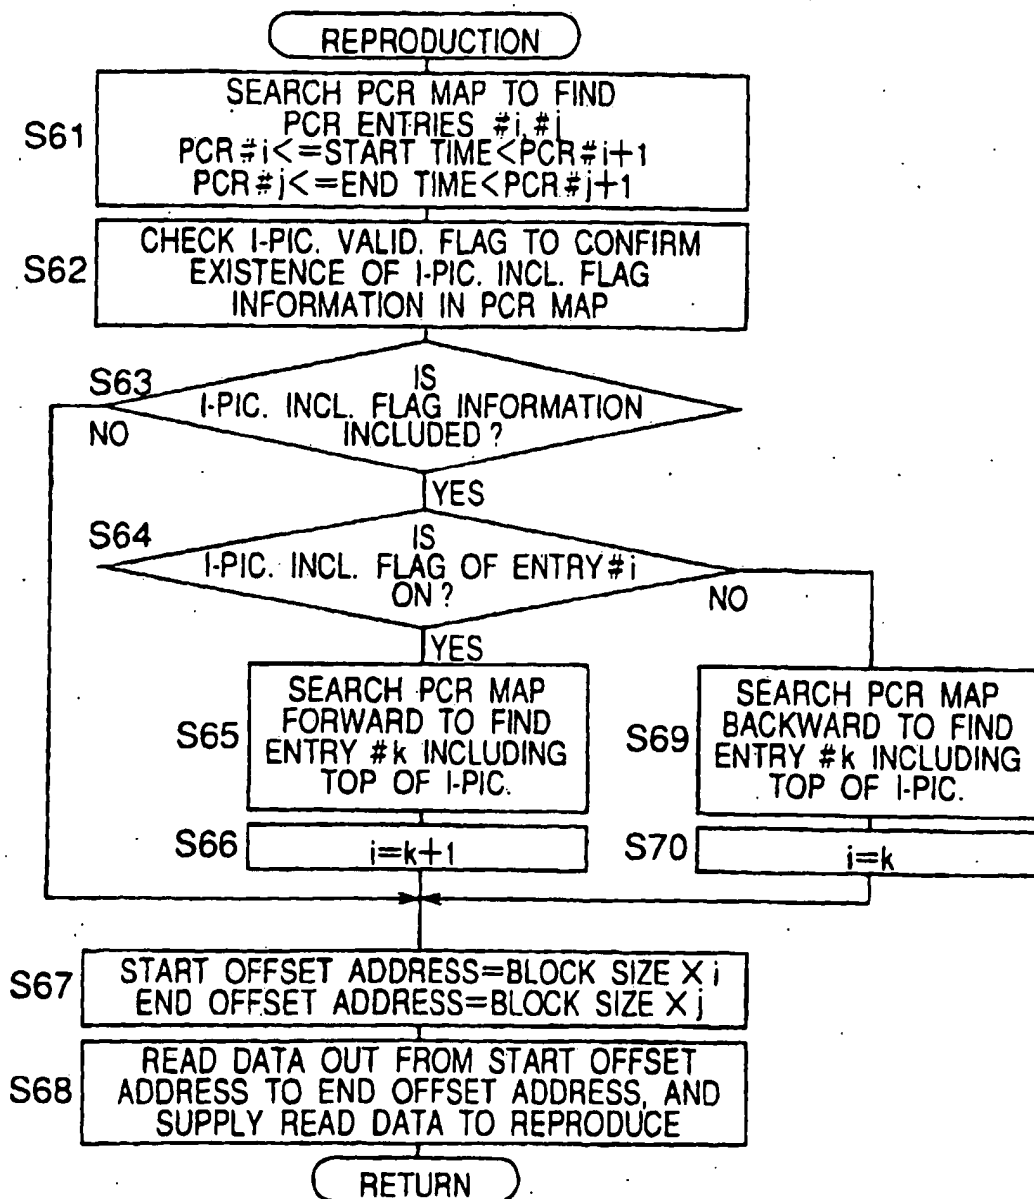 REPRODUCTION
S61
SEARCH PCR MAP TO FIND
PCR ENTRIES #i, #j
PCR#i<=START TIME<PCR#i+1
PCR#j<=END TIME<PCR#j+1
S62
CHECK I-PIC. VALID. FLAG TO CONFIRM
EXISTENCE OF I-PIC. INCL. FLAG
INFORMATION IN PCR MAP
S63
IS
I-PIC. INCL. FLAG INFORMATION
INCLUDED?
NO
YES
S64
IS
I-PIC. INCL. FLAG OF ENTRY#i
ON?
NO
YES
S65
SEARCH PCR MAP
FORWARD TO FIND
ENTRY #k INCLUDING
TOP OF I-PIC.
S69
SEARCH PCR MAP
BACKWARD TO FIND
ENTRY #k INCLUDING
TOP OF I-PIC.
S66
i=k+1
S70
i=k
S67
START OFFSET ADDRESS=BLOCK SIZE X i
END OFFSET ADDRESS=BLOCK SIZE X j
S68
READ DATA OUT FROM START OFFSET
ADDRESS TO END OFFSET ADDRESS, AND
SUPPLY READ DATA TO REPRODUCE
RETURN